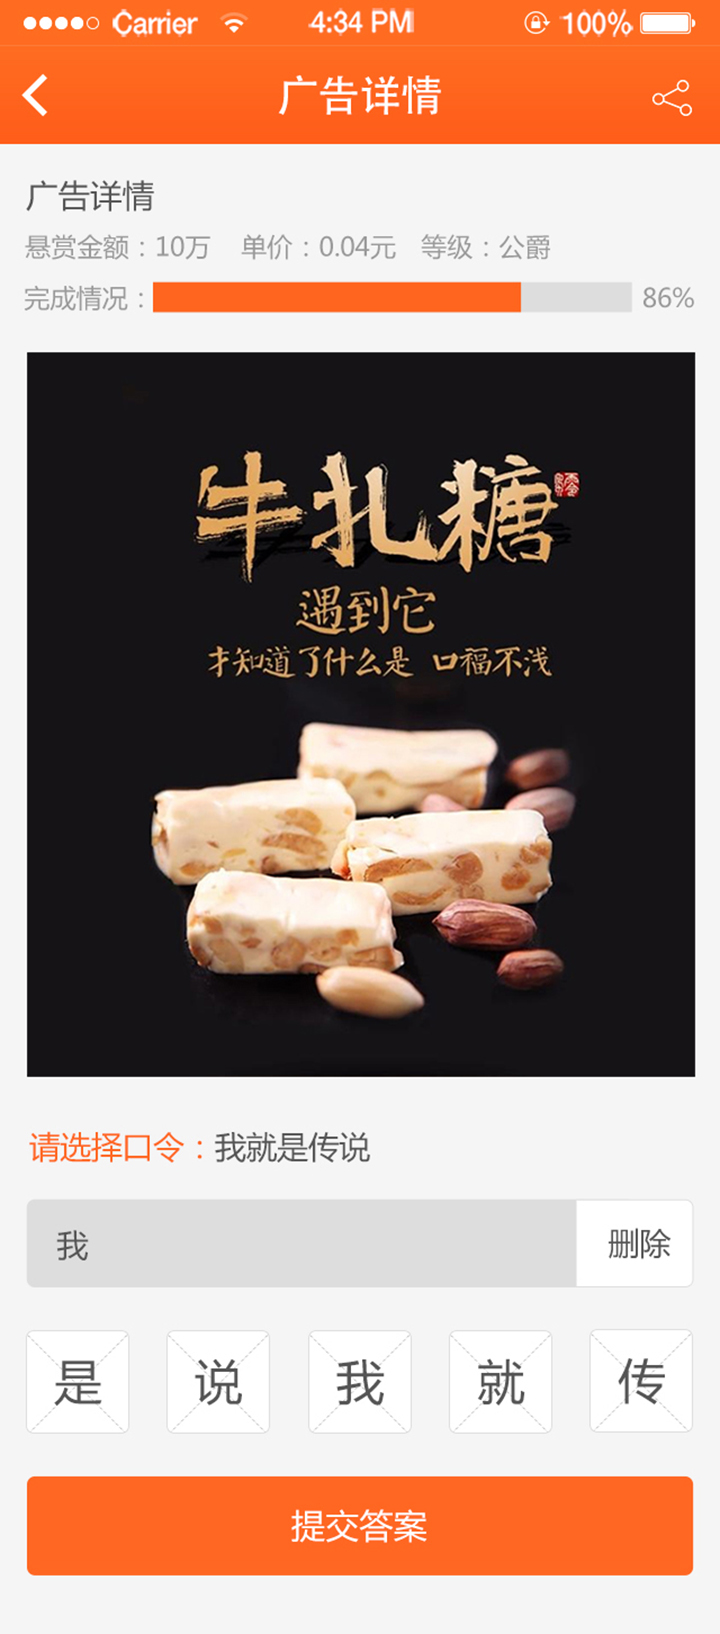 Carrier 4:34 PM 100%
广告详情
广告详情
悬赏金额：10万 单价：0.04元 等级：公爵
完成情况： 86%
牛扎糖
遇到它
才知道了什么是 口福不浅
请选择口令：我就是传说
我 删除
是 说 我 就 传
提交答案